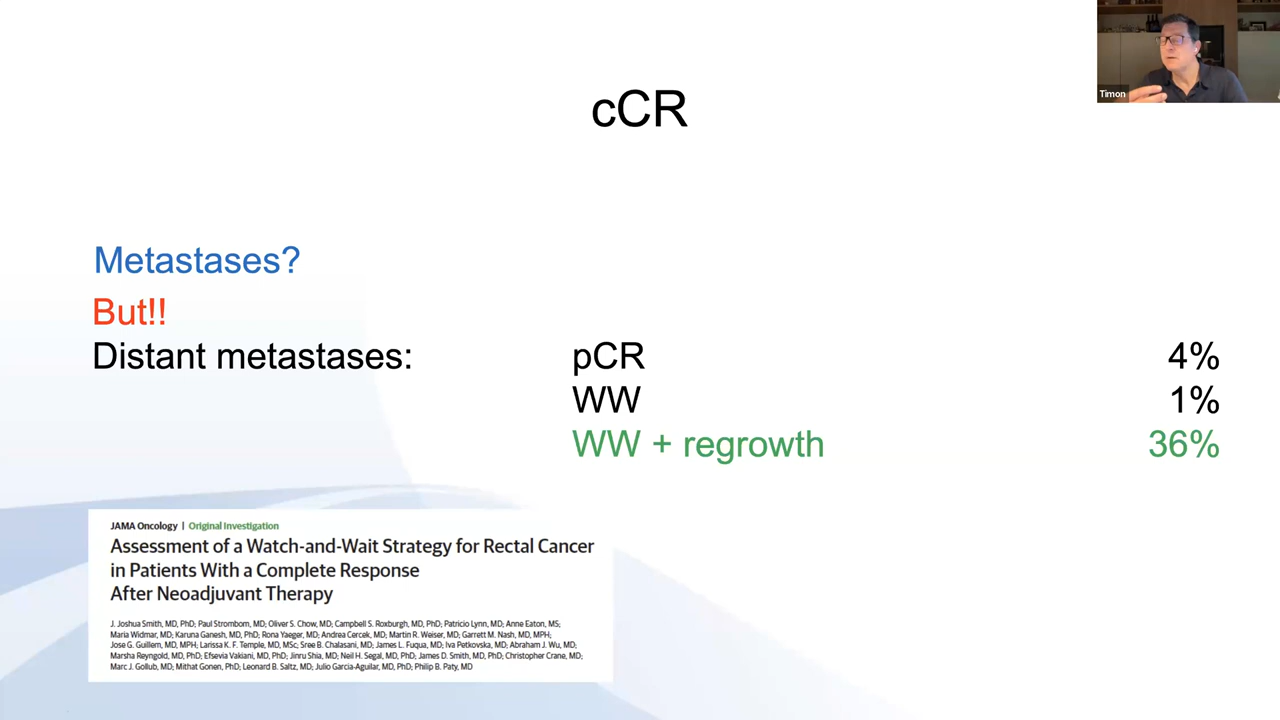 Timon
cCR
Metastases?
But!!
Distant metastases: pCR 4%
WW 1%
WW + regrowth 36%
JAMA Oncology | Original Investigation
Assessment of a Watch-and-Wait Strategy for Rectal Cancer
in Patients With a Complete Response
After Neoadjuvant Therapy
J. Joshua Smith, MD, PhD; Paul Strombom, MD; Oliver S. Chow, MD; Campbell S. Roxburgh, MD, PhD; Patricio Lynn, MD; Anne Eaton, MS;
Maria Widmar, MD; Karuna Ganesh, MD, PhD; Rona Yaeger, MD; Andrea Cercek, MD; Martin R. Weiser, MD; Garrett M. Nash, MD, MPH;
Jose G. Guillem, MD, MPH; Larissa K. F. Temple, MD, MSc; Sree B. Chalasani, MD; James L. Fuqua, MD; Iva Petkovska, MD; Abraham J. Wu, MD;
Marsha Reyngold, MD, PhD; Efsevia Vakiani, MD, PhD; Jinru Shia, MD; Neil H. Segal, MD, PhD; James D. Smith, MD, PhD; Christopher Crane, MD;
Marc J. Gollub, MD; Mithat Gonen, PhD; Leonard B. Saltz, MD; Julio Garcia-Aguilar, MD, PhD; Philip B. Paty, MD